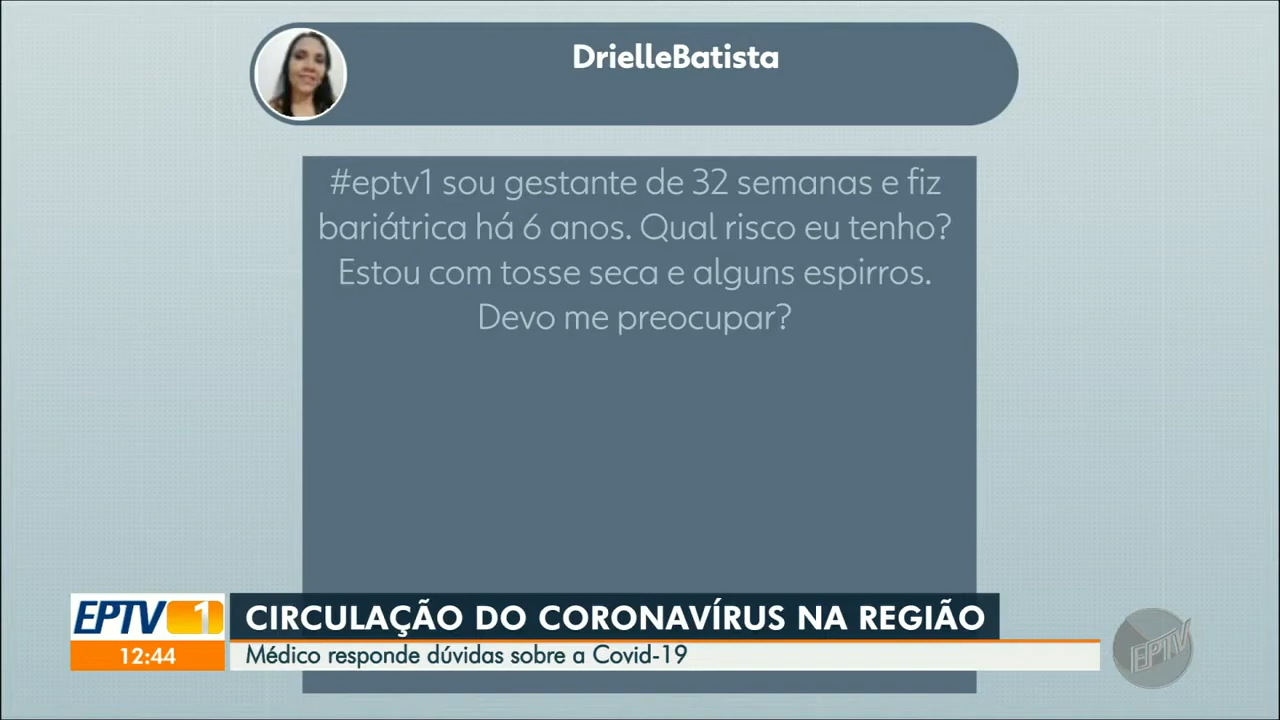 DrielleBatista
#eptv1 sou gestante de 32 semanas e fiz
bariátrica há 6 anos. Qual risco eu tenho?
Estou com tosse seca e alguns espirros.
Devo me preocupar?
EPTV 1
CIRCULAÇÃO DO CORONAVÍRUS NA REGIÃO
12:44
Médico responde dúvidas sobre a Covid-19
EPTV